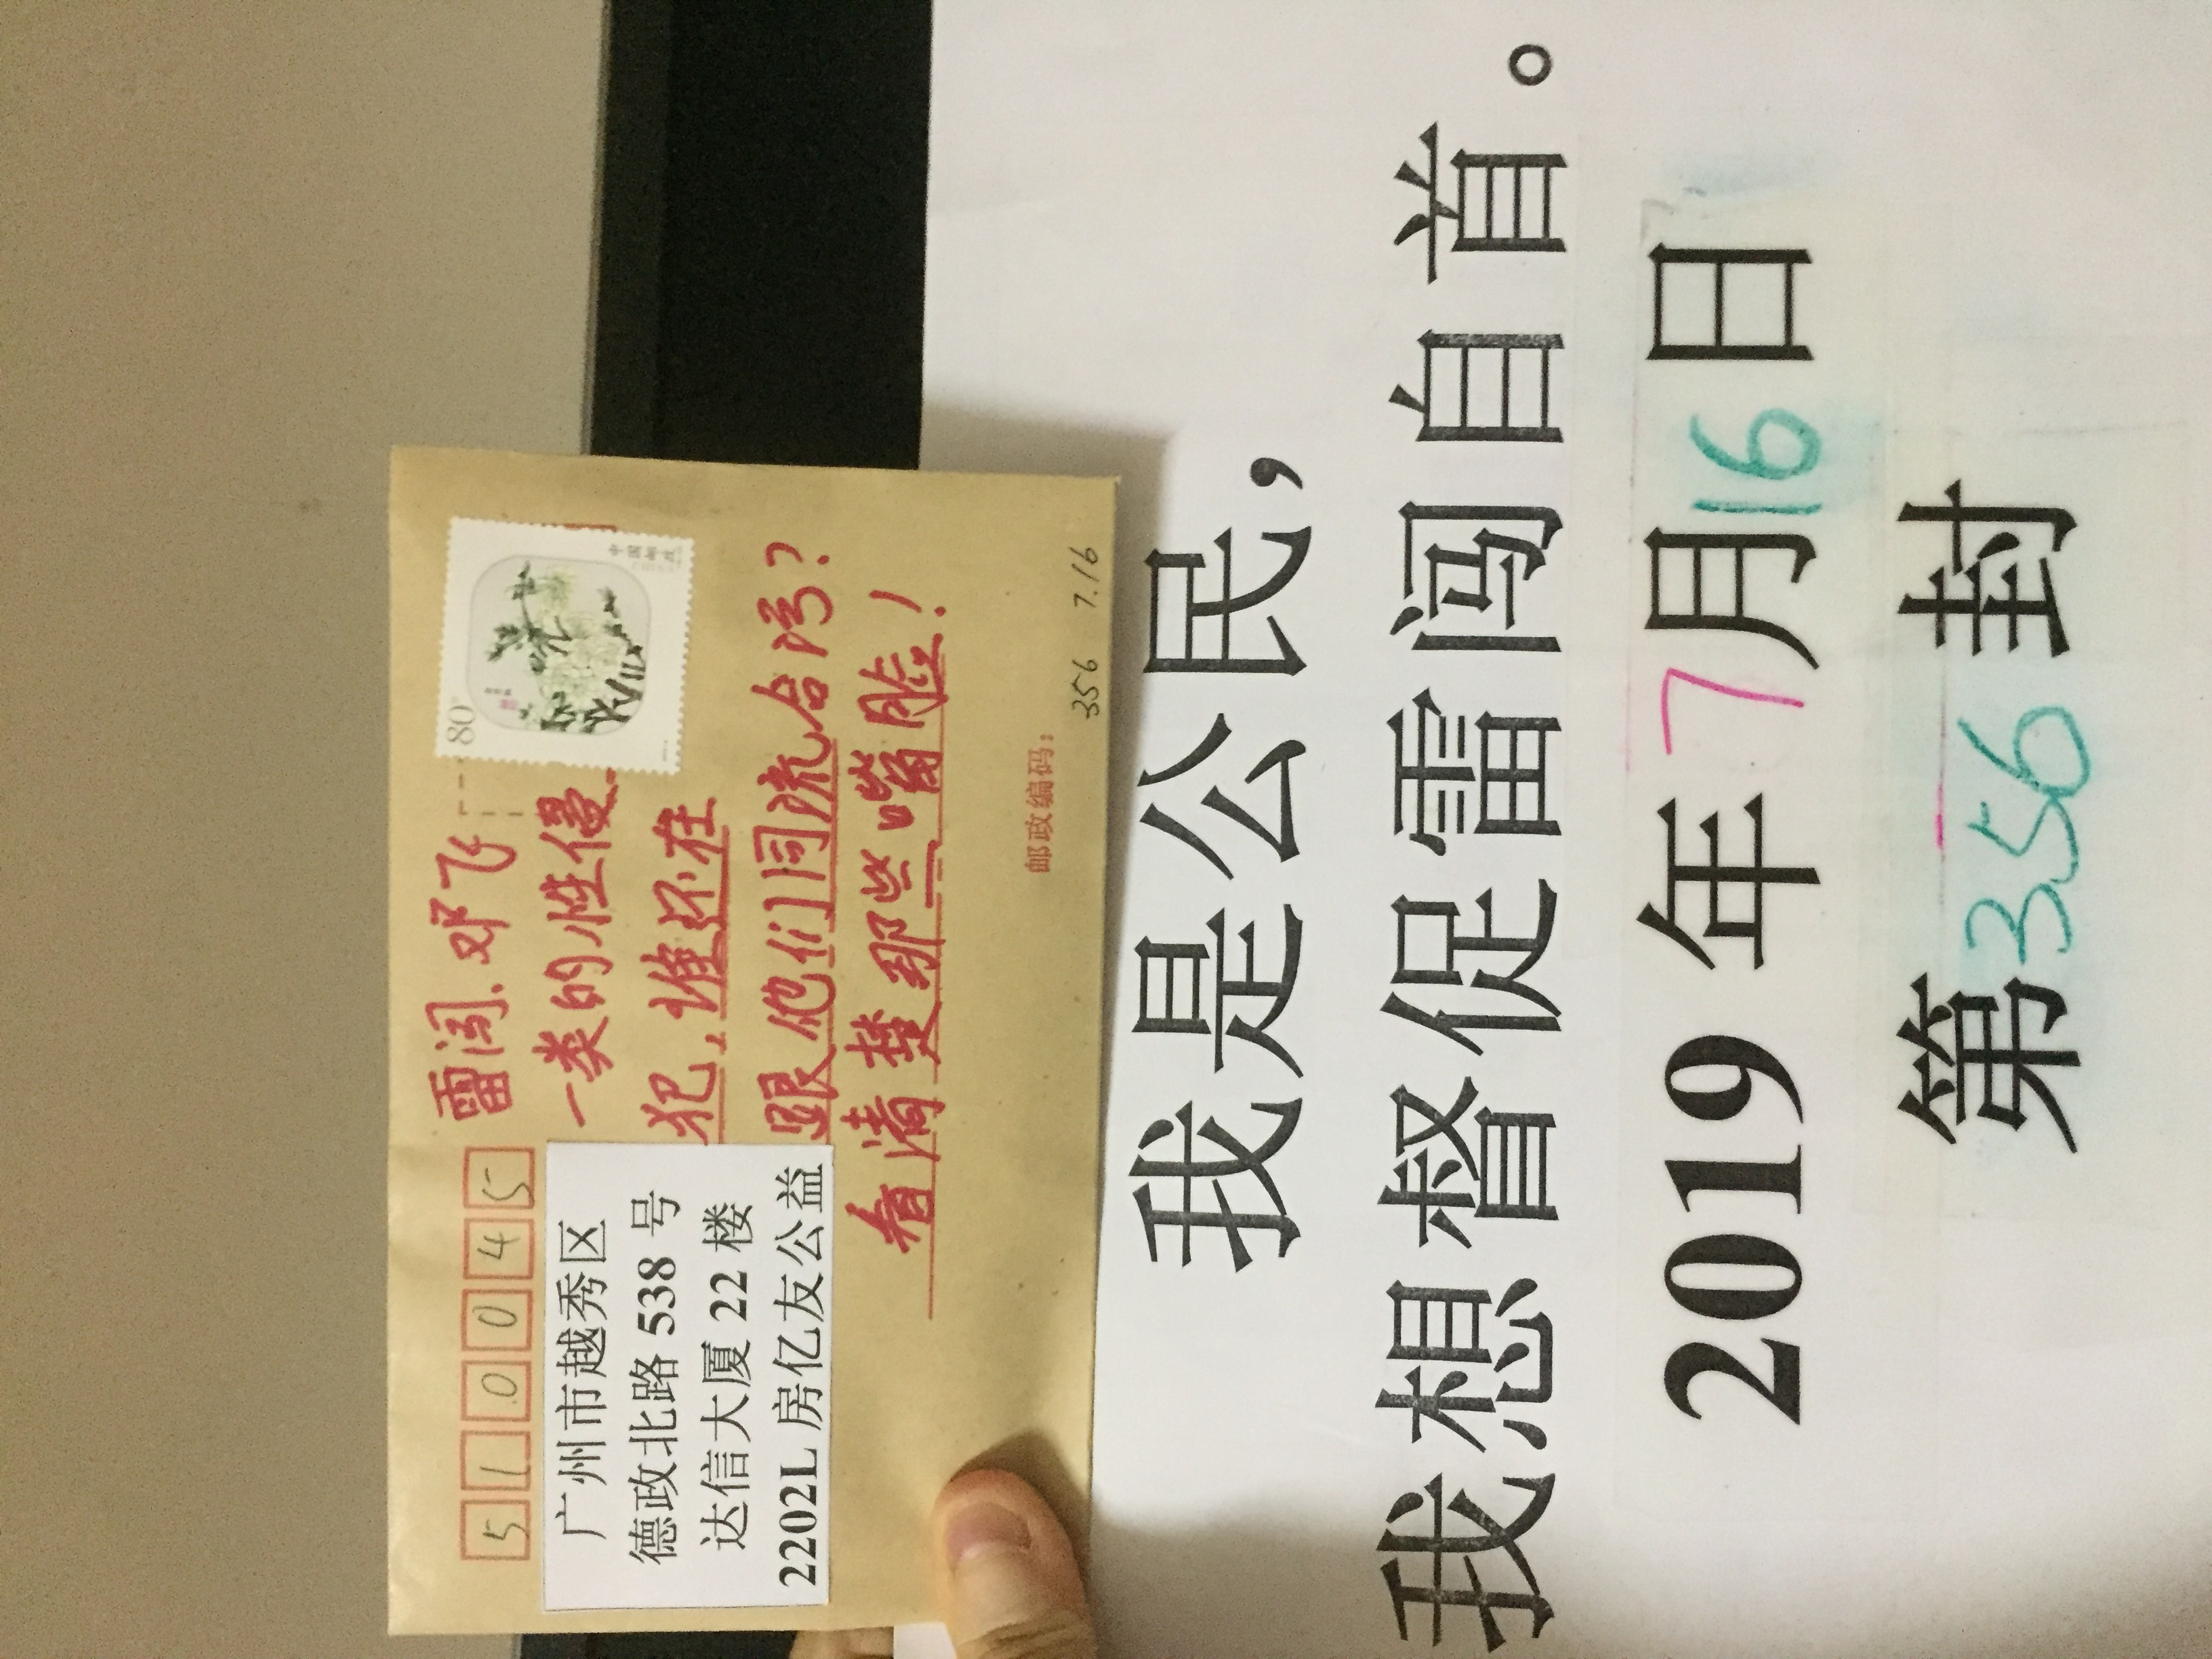 510045
雷闯、邓飞
一类的性侵
犯,谁还在
跟他们同流合污?
看清楚那些嘴脸!
广州市越秀区
德政北路 538 号
达信大厦 22 楼
2202L 房亿友公益
80
中国邮政
邮政编码:
356 7.16
我是公民,
我想督促雷闯自首。
2019 年 7 月 16 日
第 356 封